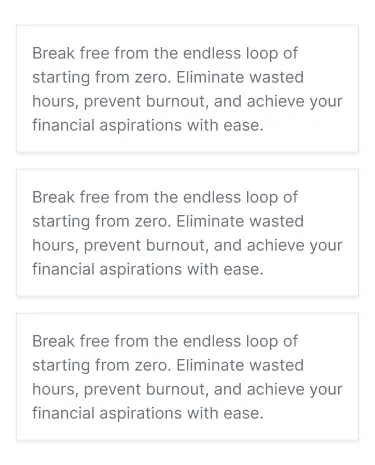 Break free from the endless loop of
starting from zero. Eliminate wasted
hours, prevent burnout, and achieve your
financial aspirations with ease.
Break free from the endless loop of
starting from zero. Eliminate wasted
hours, prevent burnout, and achieve your
financial aspirations with ease.
Break free from the endless loop of
starting from zero. Eliminate wasted
hours, prevent burnout, and achieve your
financial aspirations with ease.